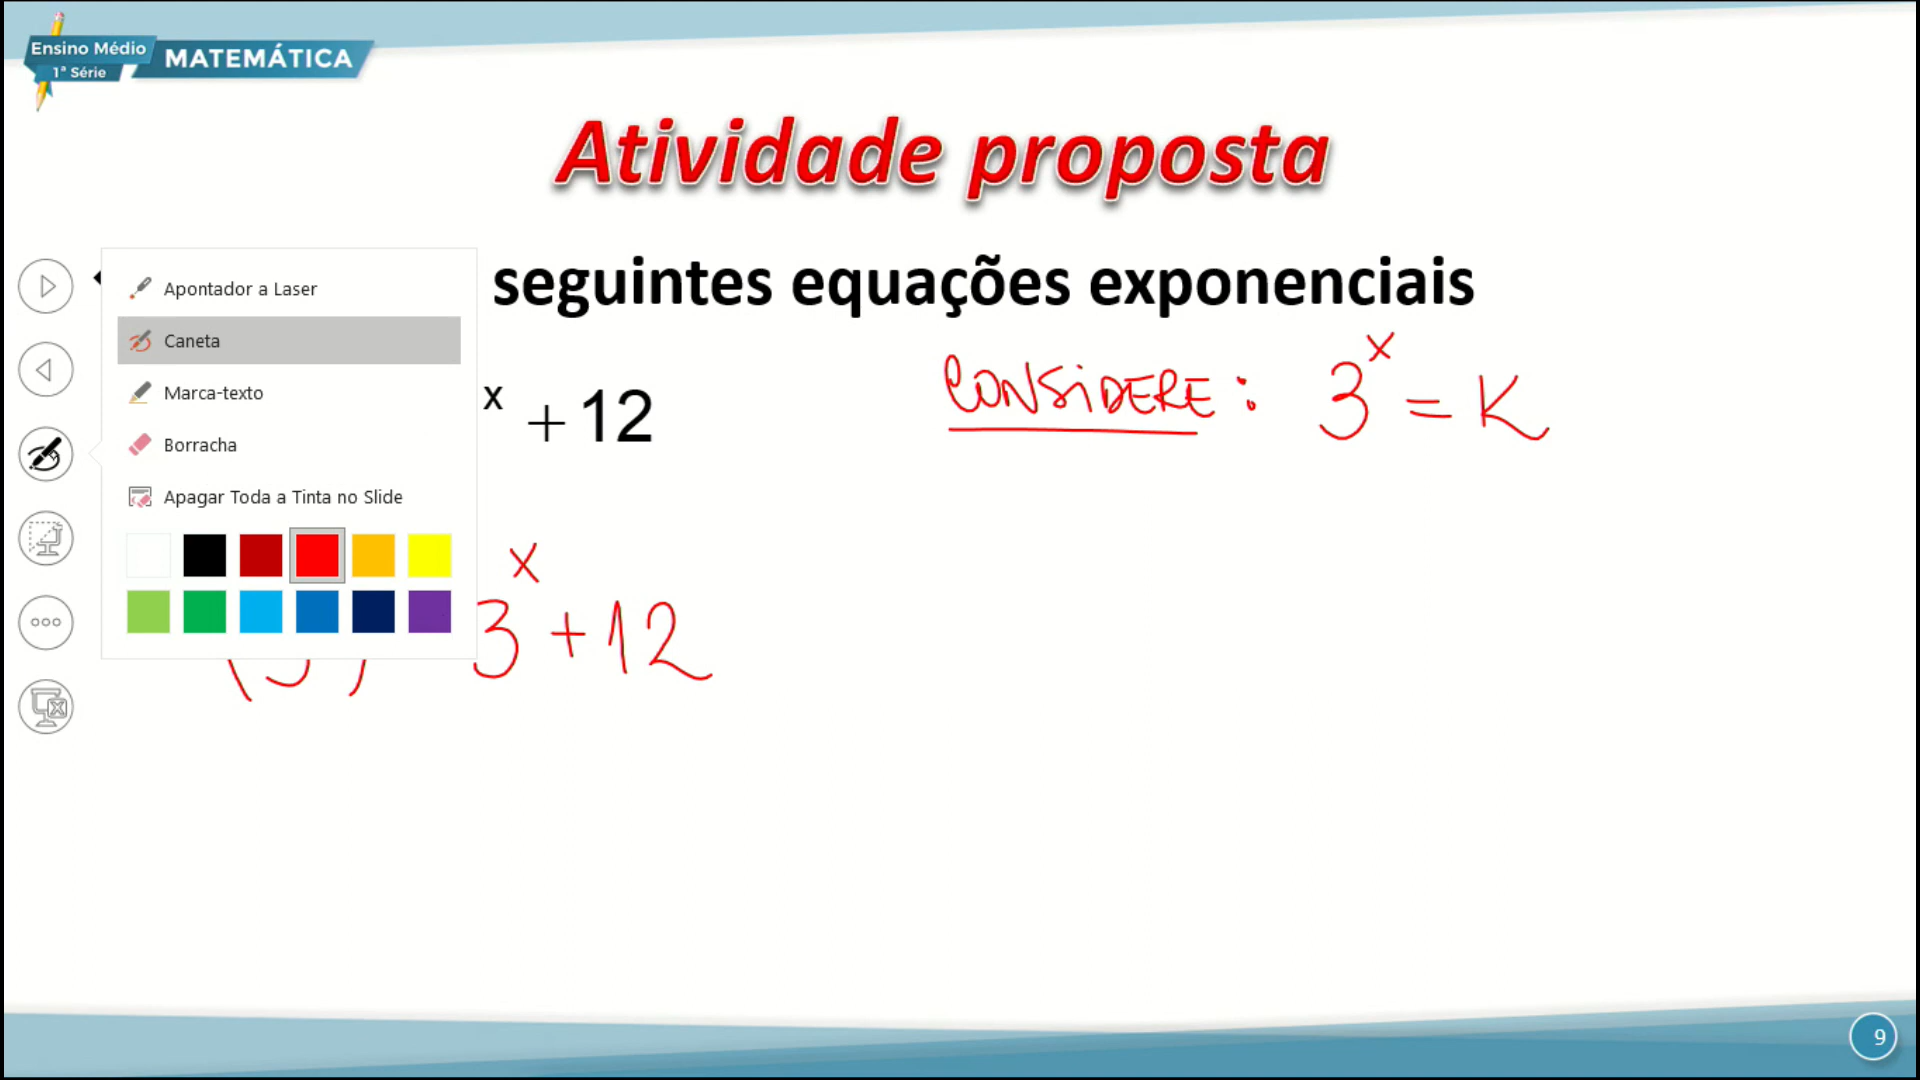 Ensino Médio
1ª Série
MATEMÁTICA
Atividade proposta
seguintes equações exponenciais
Apontador a Laser
Caneta
Marca-texto
Borracha
Apagar Toda a Tinta no Slide
x + 12
CONSIDERE: 3^x = K
3^x + 12
9